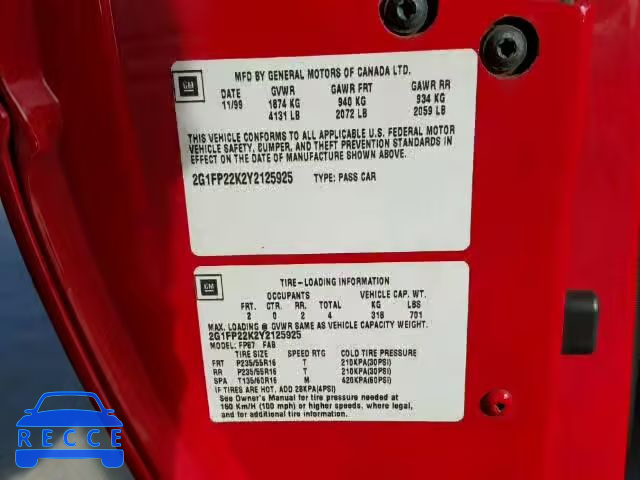 GM
MFD BY GENERAL MOTORS OF CANADA LTD.
DATE GVWR GAWR FRT GAWR RR
11/99 1874 KG 940 KG 934 KG
4131 LB 2072 LB 2059 LB
THIS VEHICLE CONFORMS TO ALL APPLICABLE U.S. FEDERAL MOTOR
VEHICLE SAFETY, BUMPER, AND THEFT PREVENTION STANDARDS IN
EFFECT ON THE DATE OF MANUFACTURE SHOWN ABOVE.
2G1FP22K2Y2125925 TYPE: PASS CAR
GM
TIRE-LOADING INFORMATION
OCCUPANTS VEHICLE CAP. WT.
FRT. CTR. RR. TOTAL KG LBS
2 0 2 4 318 701
MAX. LOADING @ GVWR SAME AS VEHICLE CAPACITY WEIGHT.
2G1FP22K2Y2125925
MODEL: FP87 FAB
TIRE SIZE SPEED RTG COLD TIRE PRESSURE
FRT P235/55R16 T 210KPA(30PSI)
RR P235/55R16 T 210KPA(30PSI)
SPA T135/60R16 M 420KPA(60PSI)
IF TIRES ARE HOT, ADD 28KPA(4PSI)
See Owner's Manual for tire pressure needed at
160 Km/H (100 mph) or higher speeds, where legal,
and for additional tire information.
RECCE